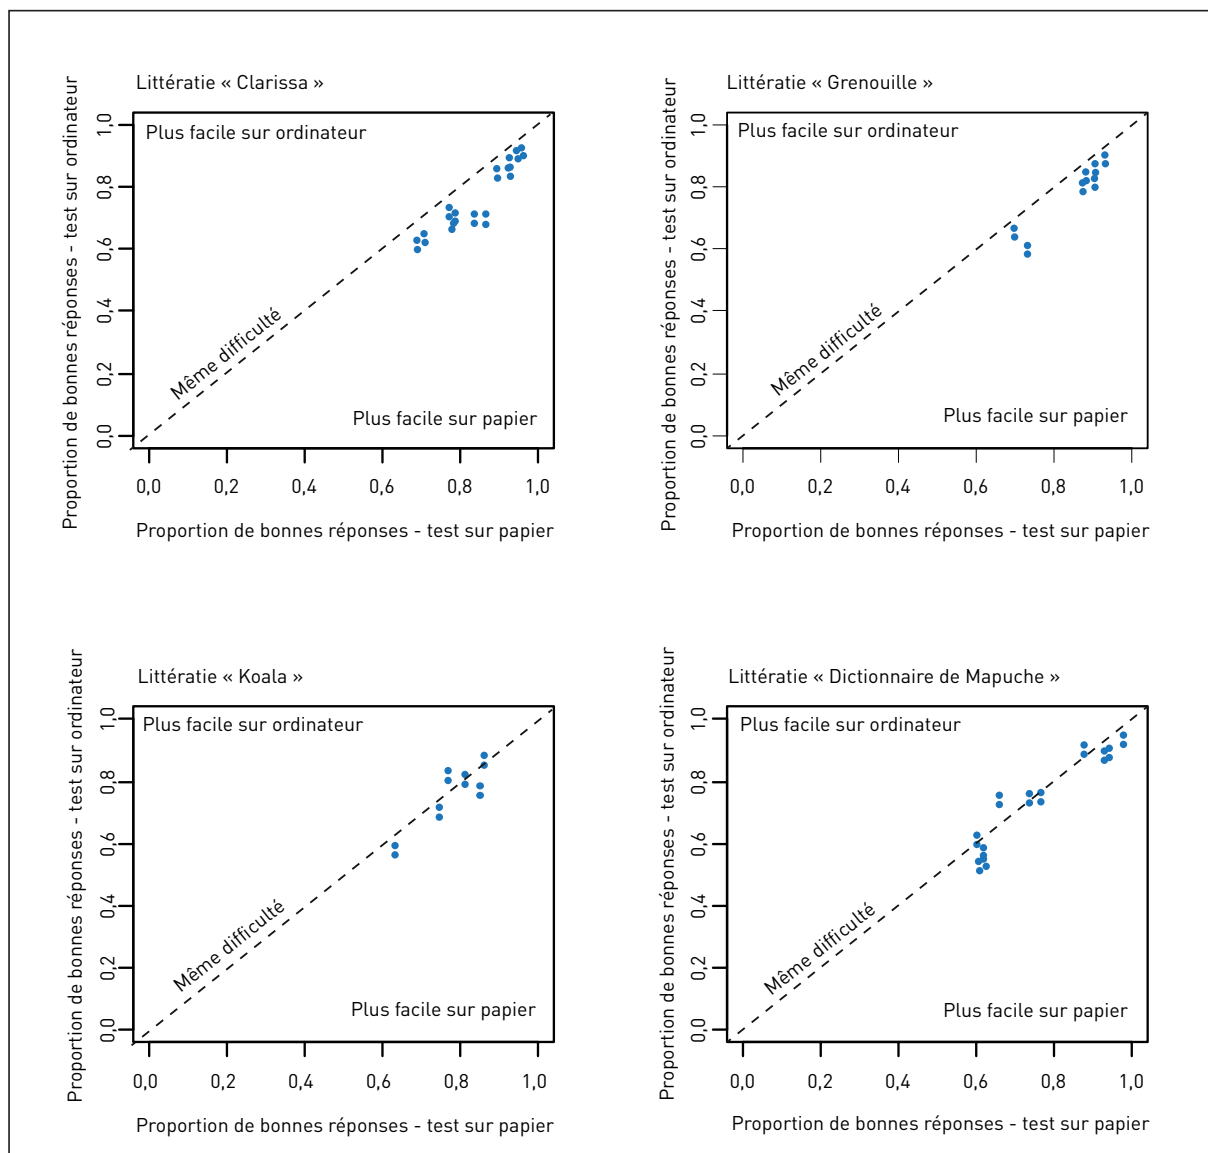 Littératie « Clarissa »
Proportion de bonnes réponses - test sur ordinateur
1,0
0,8
0,6
0,4
0,2
0,0
Plus facile sur ordinateur
Même difficulté
Plus facile sur papier
0,0 0,2 0,4 0,6 0,8 1,0
Proportion de bonnes réponses - test sur papier
Littératie « Grenouille »
Proportion de bonnes réponses - test sur ordinateur
1,0
0,8
0,6
0,4
0,2
0,0
Plus facile sur ordinateur
Même difficulté
Plus facile sur papier
0,0 0,2 0,4 0,6 0,8 1,0
Proportion de bonnes réponses - test sur papier
Littératie « Koala »
Proportion de bonnes réponses - test sur ordinateur
1,0
0,8
0,6
0,4
0,2
0,0
Plus facile sur ordinateur
Même difficulté
Plus facile sur papier
0,0 0,2 0,4 0,6 0,8 1,0
Proportion de bonnes réponses - test sur papier
Littératie « Dictionnaire de Mapuche »
Proportion de bonnes réponses - test sur ordinateur
1,0
0,8
0,6
0,4
0,2
0,0
Plus facile sur ordinateur
Même difficulté
Plus facile sur papier
0,0 0,2 0,4 0,6 0,8 1,0
Proportion de bonnes réponses - test sur papier